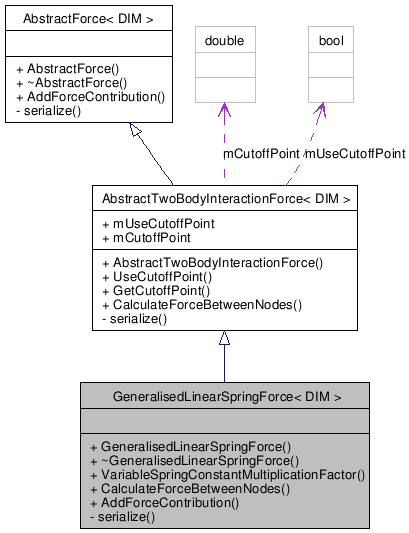 AbstractForce< DIM >
+ AbstractForce()
+ ~AbstractForce()
+ AddForceContribution()
- serialize()
double
bool
mCutoffPoint
mUseCutoffPoint
AbstractTwoBodyInteractionForce< DIM >
+ mUseCutoffPoint
+ mCutoffPoint
+ AbstractTwoBodyInteractionForce()
+ UseCutoffPoint()
+ GetCutoffPoint()
+ CalculateForceBetweenNodes()
- serialize()
GeneralisedLinearSpringForce< DIM >
+ GeneralisedLinearSpringForce()
+ ~GeneralisedLinearSpringForce()
+ VariableSpringConstantMultiplicationFactor()
+ CalculateForceBetweenNodes()
+ AddForceContribution()
- serialize()